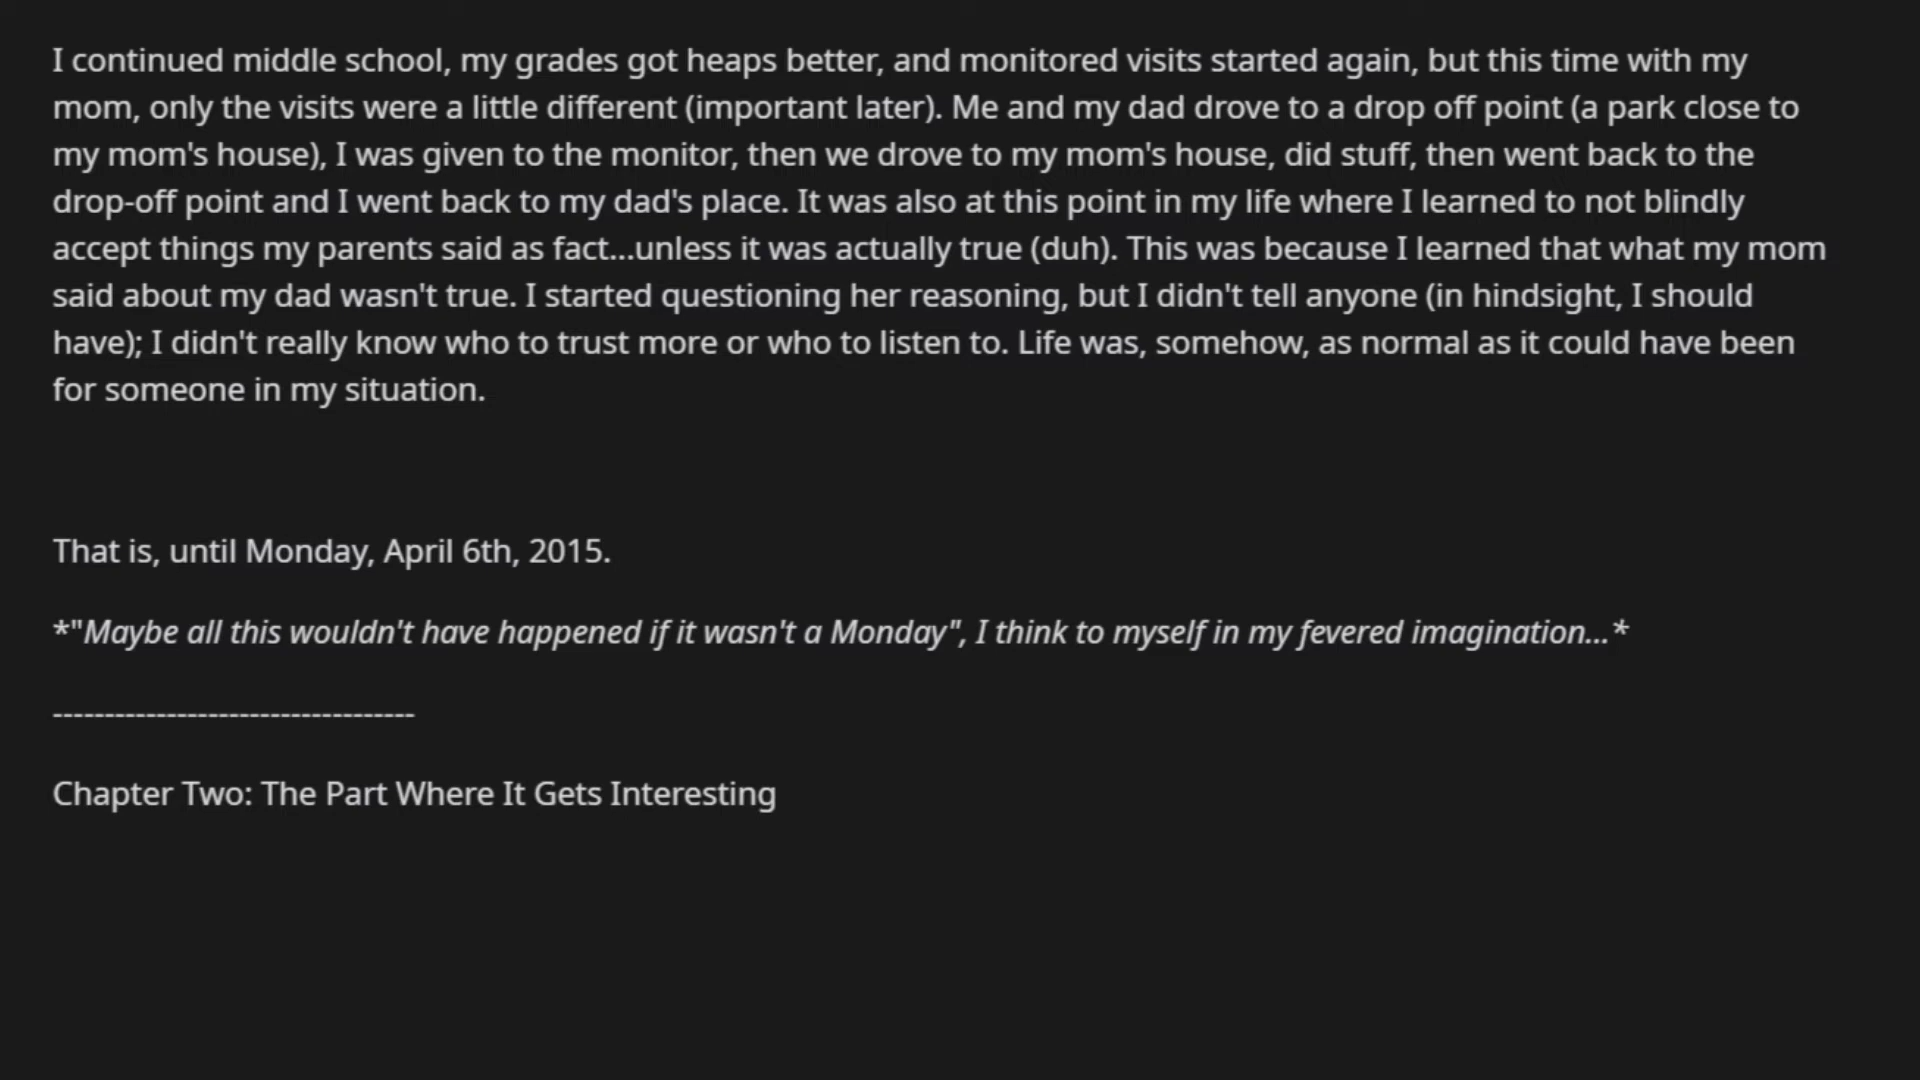 I continued middle school, my grades got heaps better, and monitored visits started again, but this time with my
mom, only the visits were a little different (important later). Me and my dad drove to a drop off point (a park close to
my mom's house), I was given to the monitor, then we drove to my mom's house, did stuff, then went back to the
drop-off point and I went back to my dad's place. It was also at this point in my life where I learned to not blindly
accept things my parents said as fact...unless it was actually true (duh). This was because I learned that what my mom
said about my dad wasn't true. I started questioning her reasoning, but I didn't tell anyone (in hindsight, I should
have); I didn't really know who to trust more or who to listen to. Life was, somehow, as normal as it could have been
for someone in my situation.
That is, until Monday, April 6th, 2015.
*"Maybe all this wouldn't have happened if it wasn't a Monday", I think to myself in my fevered imagination...*
-----------------------------------
Chapter Two: The Part Where It Gets Interesting